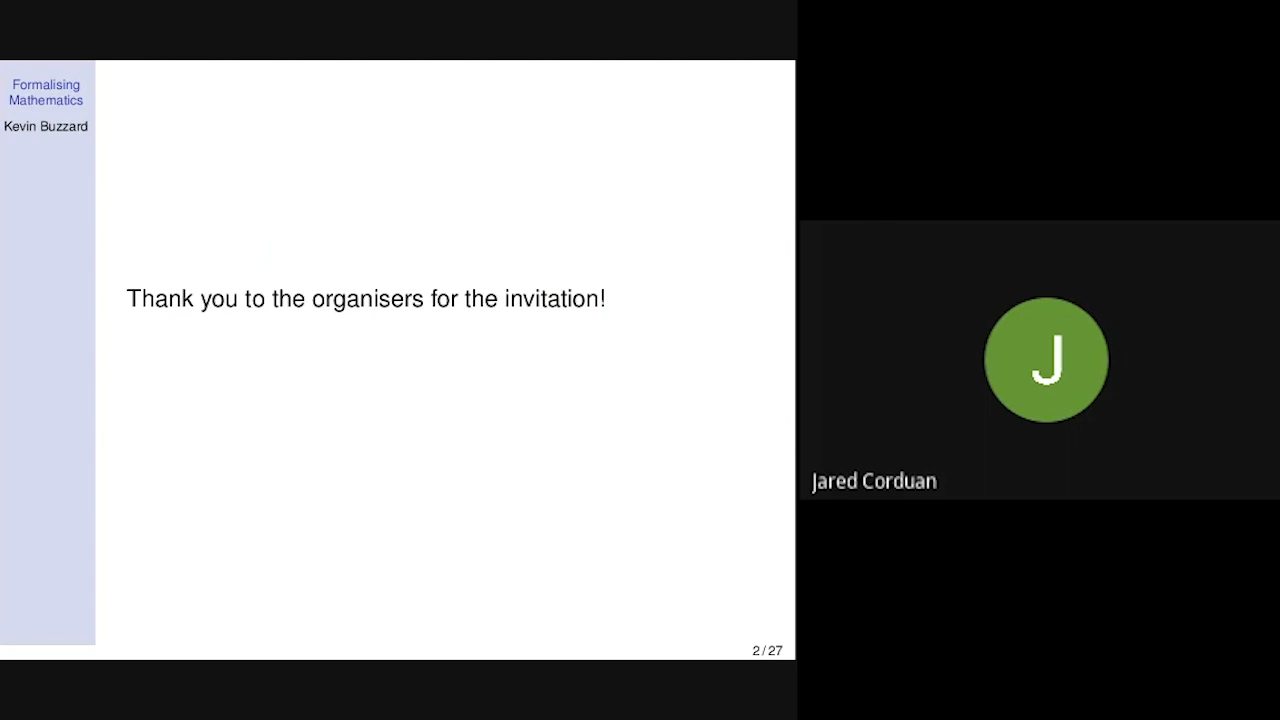 Formalising
Mathematics
Kevin Buzzard
Thank you to the organisers for the invitation!
2 / 27
J
Jared Corduan